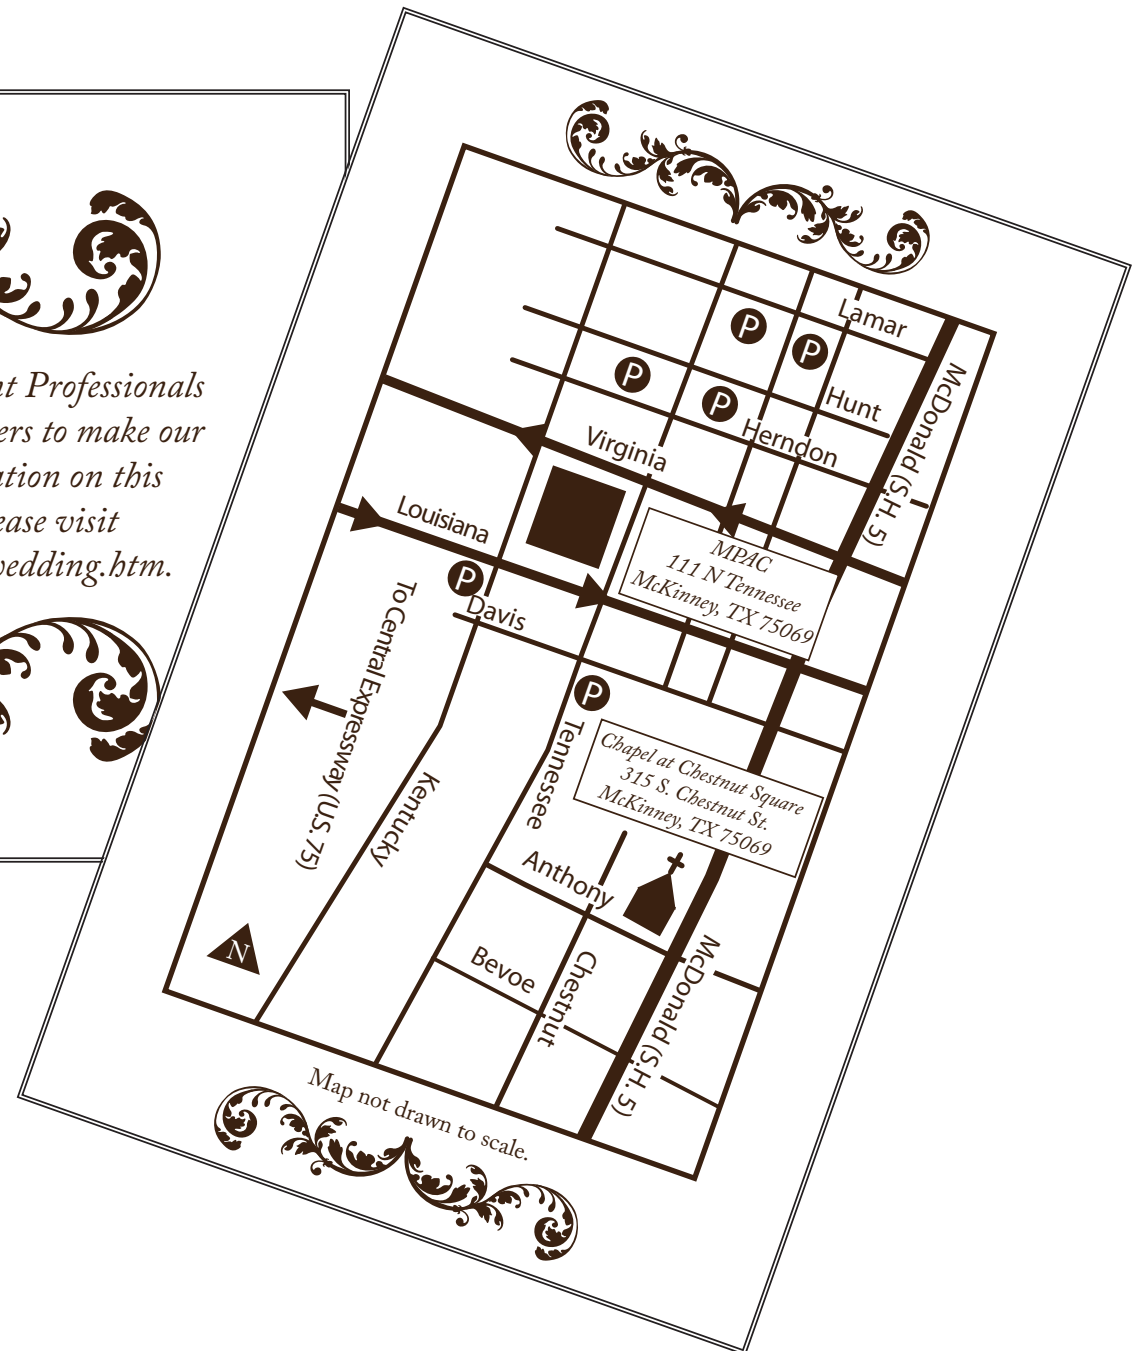 nt Professionals
ers to make our
ation on this
ease visit
wedding.htm.
Lamar
McDonald (S.H. 5)
P
P
P
P
Hunt
Herndon
Virginia
Louisiana
MPAC
111 N Tennessee
McKinney, TX 75069
P
Davis
To Central Expressway (U.S. 75)
P
Tennessee
Chapel at Chestnut Square
315 S. Chestnut St.
McKinney, TX 75069
Kentucky
Anthony
N
Bevoe
Chestnut
McDonald (S.H. 5)
Map not drawn to scale.